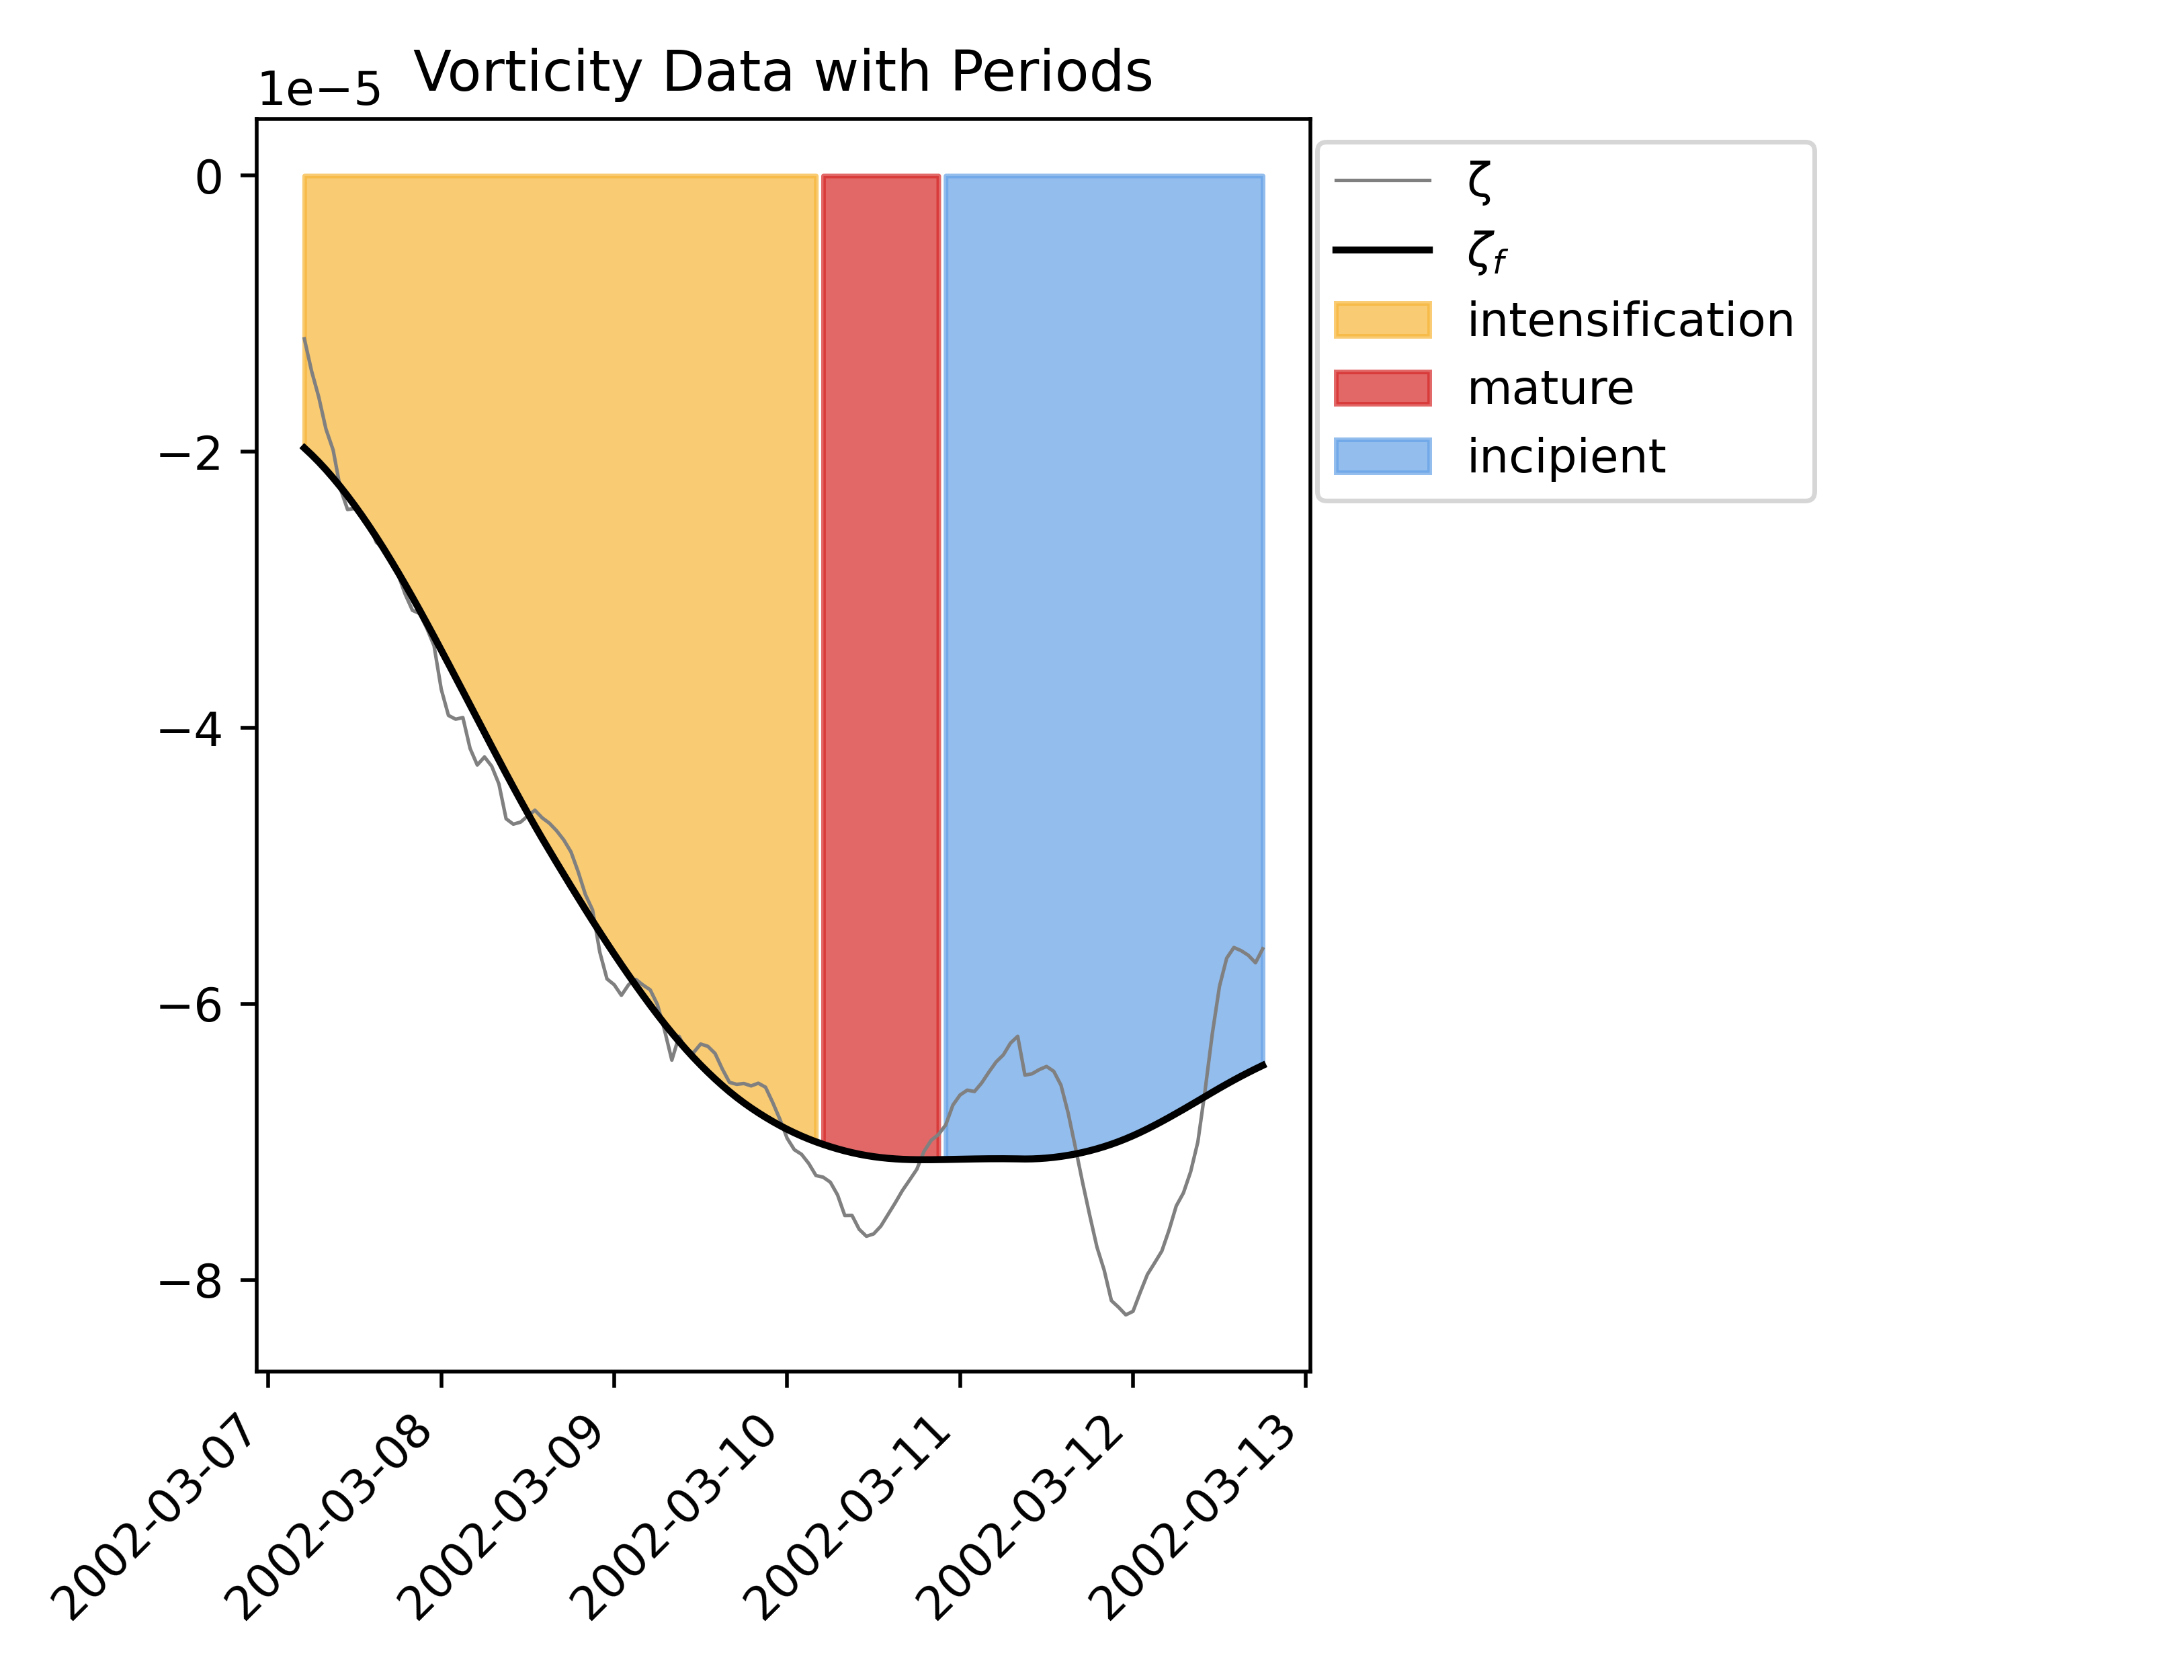 Vorticity Data with Periods
1e−5
0
−2
−4
−6
−8
2002-03-07
2002-03-08
2002-03-09
2002-03-10
2002-03-11
2002-03-12
2002-03-13
ζ
ζf
intensification
mature
incipient